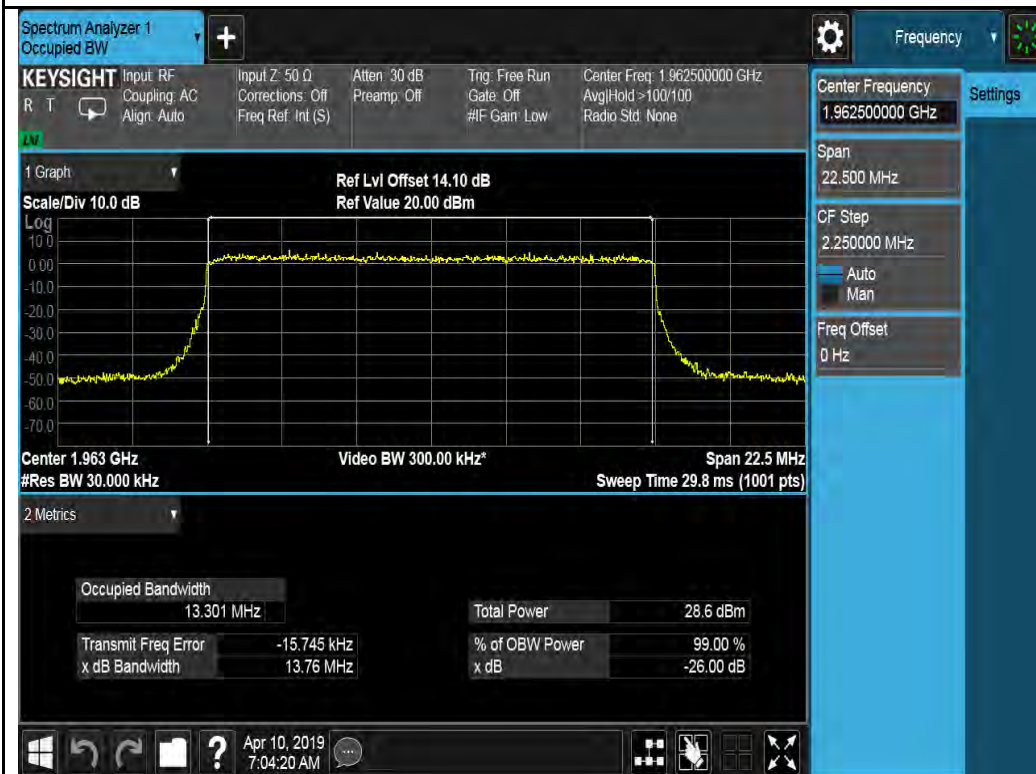 Spectrum Analyzer 1
Occupied BW
Frequency
KEYSIGHT
R T
Input: RF
Coupling: AC
Align: Auto
Input Z: 50 Ω
Corrections: Off
Freq Ref: Int (S)
Atten: 30 dB
Preamp: Off
Trig: Free Run
Gate: Off
#IF Gain: Low
Center Freq: 1.962500000 GHz
Avg|Hold >100/100
Radio Std: None
1 Graph
Scale/Div 10.0 dB
Ref Lvl Offset 14.10 dB
Ref Value 20.00 dBm
Log
10.0
0.00
-10.0
-20.0
-30.0
-40.0
-50.0
-60.0
-70.0
Center 1.963 GHz
#Res BW 30.000 kHz
Video BW 300.00 kHz*
Span 22.5 MHz
Sweep Time 29.8 ms (1001 pts)
2 Metrics
Occupied Bandwidth
13.301 MHz
Transmit Freq Error -15.745 kHz
x dB Bandwidth 13.76 MHz
Total Power 28.6 dBm
% of OBW Power 99.00 %
x dB -26.00 dB
Center Frequency
1.962500000 GHz
Settings
Span
22.500 MHz
CF Step
2.250000 MHz
Auto
Man
Freq Offset
0 Hz
?
Apr 10, 2019
7:04:20 AM